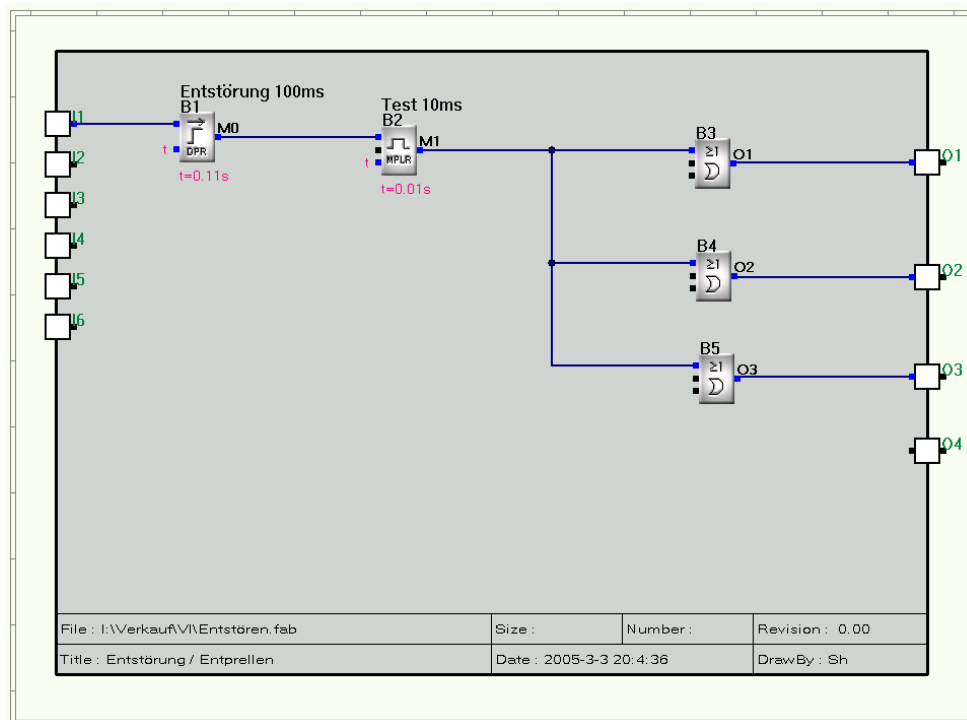 Entstörung 100ms
B1
I1
M0
t
DPR
t=0.11s
Test 10ms
B2
M1
t
MPLR
t=0.01s
B3
≥1
O1
O1
I2
I3
I4
I5
I6
B4
≥1
O2
O2
B5
≥1
O3
O3
O4
File : I:\Verkauf\VI\Entstören.fab
Size :
Number :
Revision : 0.00
Title : Entstörung / Entprellen
Date : 2005-3-3 20:4:36
DrawBy : Sh